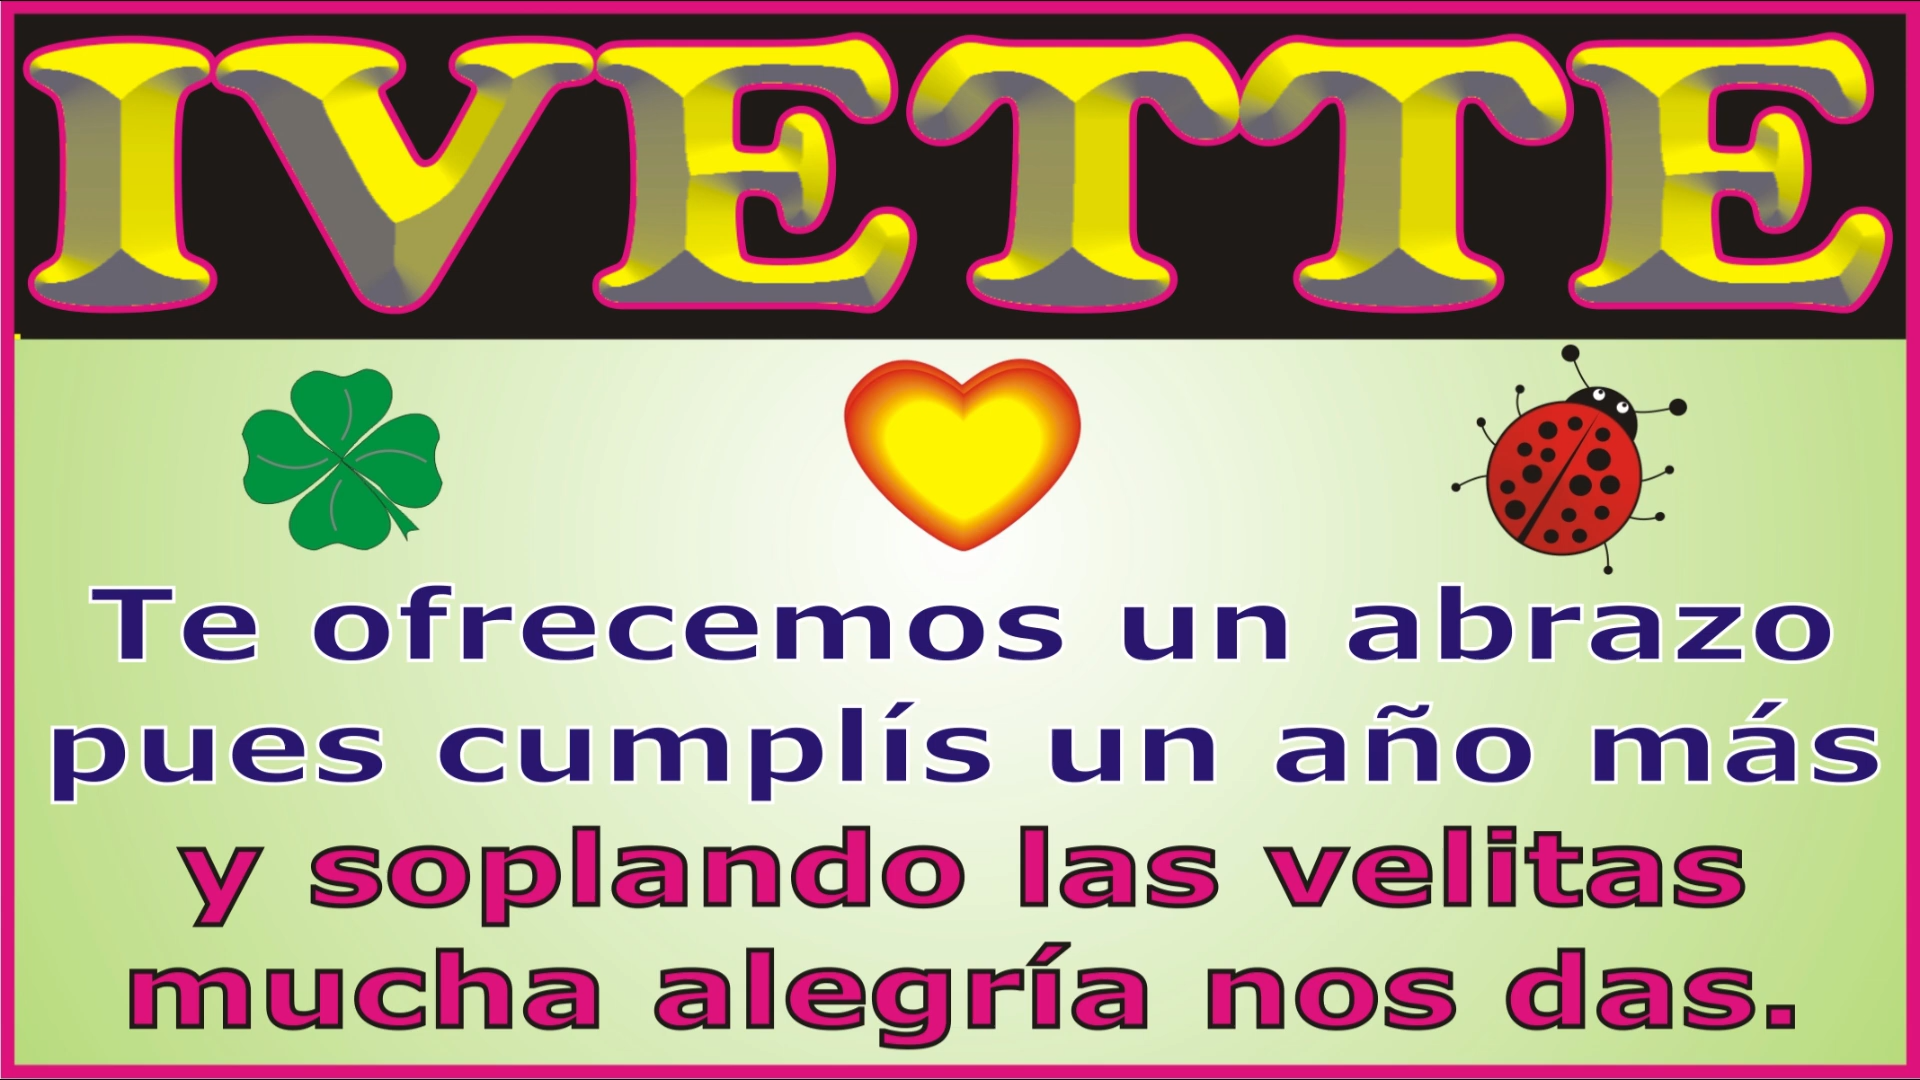 IVETTE
Te ofrecemos un abrazo
pues cumplís un año más
y soplando las velitas
mucha alegría nos das.